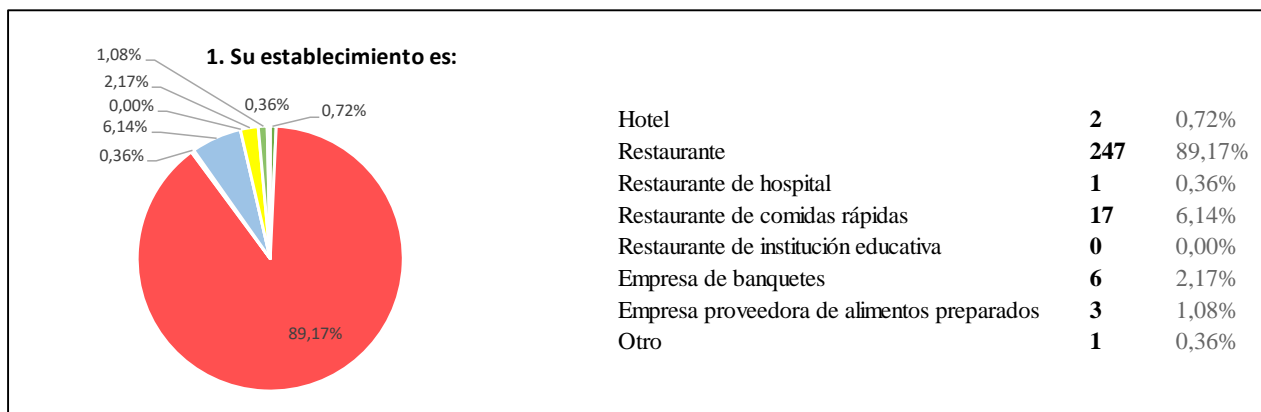 1. Su establecimiento es:
1,08%
2,17%
0,00%
6,14%
0,36%
0,36%
0,72%
89,17%
Hotel 2 0,72%
Restaurante 247 89,17%
Restaurante de hospital 1 0,36%
Restaurante de comidas rápidas 17 6,14%
Restaurante de institución educativa 0 0,00%
Empresa de banquetes 6 2,17%
Empresa proveedora de alimentos preparados 3 1,08%
Otro 1 0,36%